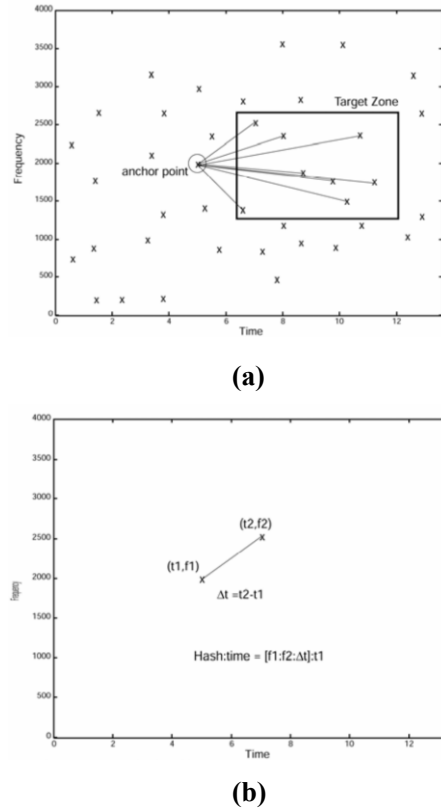 4000
3500
3000
2500
2000
1500
1000
500
0
Frequency
Target Zone
anchor point
0 2 4 6 8 10 12
Time
(a)
4000
3500
3000
2500
2000
1500
1000
500
0
(t2,f2)
(t1,f1)
Δt =t2-t1
Hash:time = [f1:f2:Δt]:t1
0 2 4 6 8 10 12
Time
(b)